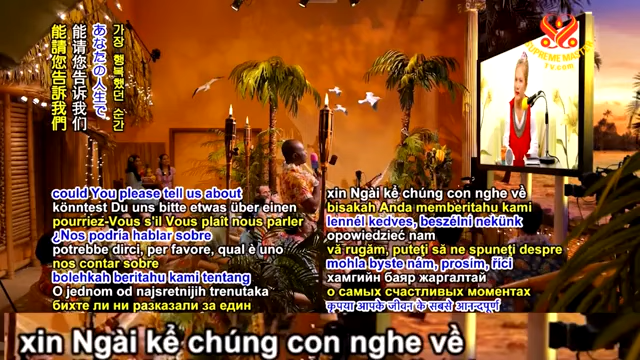 SUPREME MASTER
TV.com
가장 행복했던 순간
あなたの人生で、
能请您告诉我们
能請您告訴我們
could You please tell us about
könntest Du uns bitte etwas über einen
pourriez-Vous s'il Vous plaît nous parler
¿Nos podría hablar sobre
potrebbe dirci, per favore, qual è uno
nos contar sobre
bolehkah beritahu kami tentang
O jednom od najsretnijih trenutaka
бихте ли ни разказали за един
xin Ngài kể chúng con nghe về
bisakah Anda memberitahu kami
lennél kedves, beszélni nekünk
opowiedzieć nam
vă rugăm, puteţi să ne spuneţi despre
mohla byste nám, prosím, říci
хамгийн баяр жаргалтай
о самых счастливых моментах
कृपया आपके जीवन के सबसे आनन्दपूर्ण
xin Ngài kể chúng con nghe về